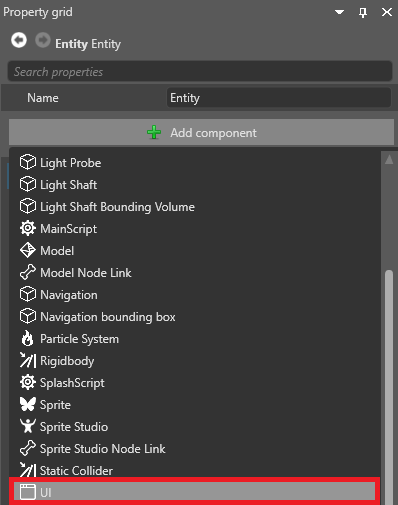 Property grid
Entity Entity
Search properties
Name Entity
Add component
Light Probe
Light Shaft
Light Shaft Bounding Volume
MainScript
Model
Model Node Link
Navigation
Navigation bounding box
Particle System
Rigidbody
SplashScript
Sprite
Sprite Studio
Sprite Studio Node Link
Static Collider
UI